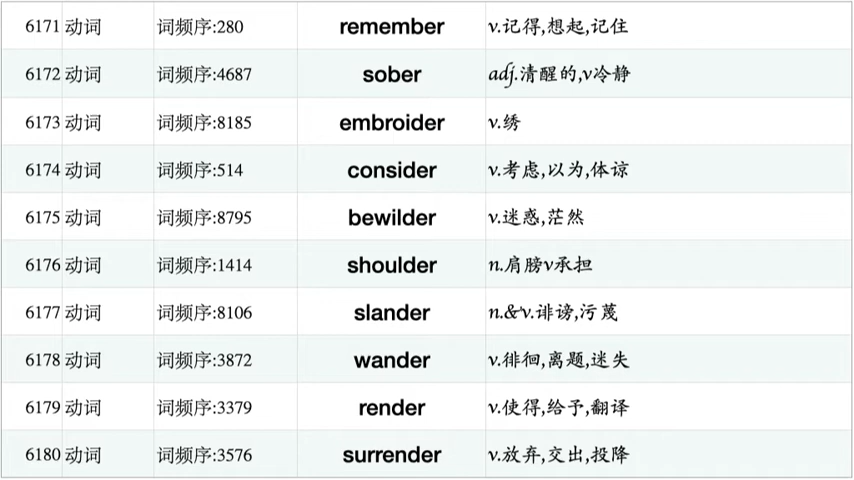 6171 动词 词频序:280 remember v.记得,想起,记住
6172 动词 词频序:4687 sober adj.清醒的,v冷静
6173 动词 词频序:8185 embroider v.绣
6174 动词 词频序:514 consider v.考虑,以为,体谅
6175 动词 词频序:8795 bewilder v.迷惑,茫然
6176 动词 词频序:1414 shoulder n.肩膀v承担
6177 动词 词频序:8106 slander n.&v.诽谤,污蔑
6178 动词 词频序:3872 wander v.徘徊,离题,迷失
6179 动词 词频序:3379 render v.使得,给予,翻译
6180 动词 词频序:3576 surrender v.放弃,交出,投降